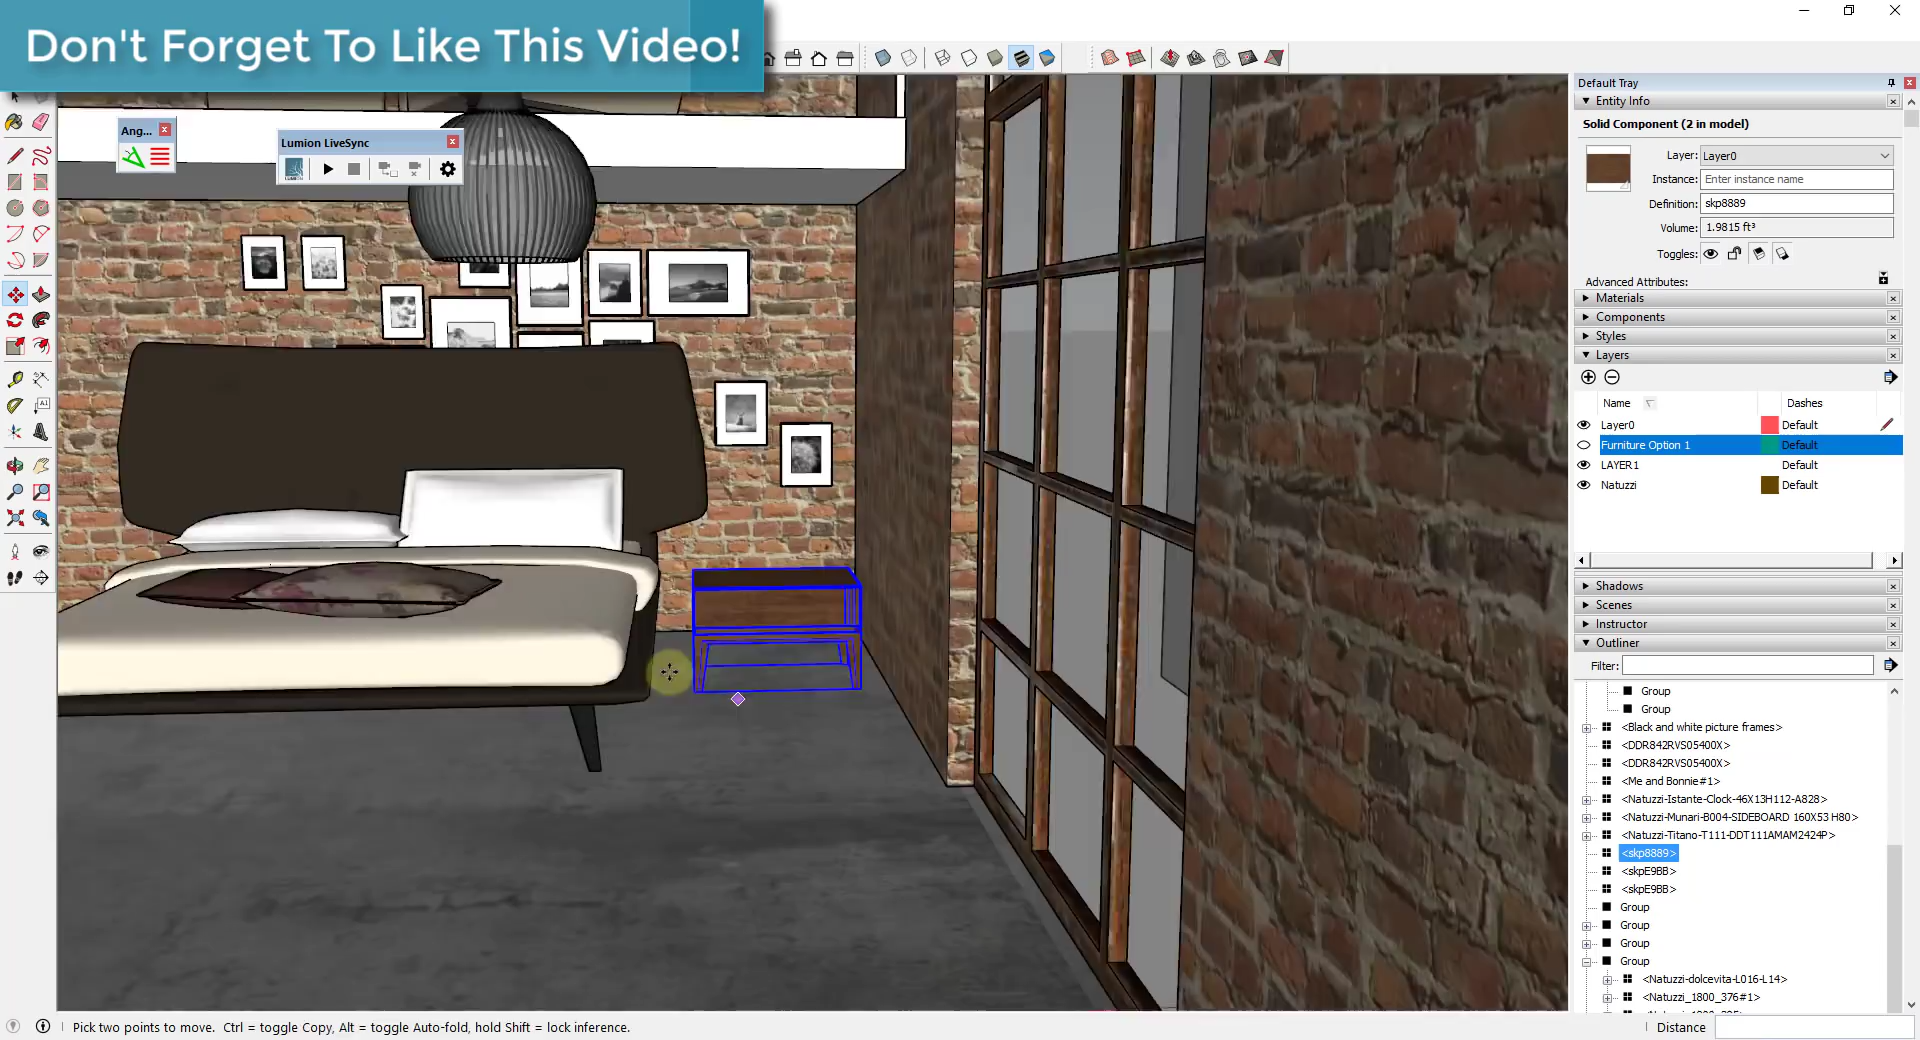 Don't Forget To Like This Video!
Default Tray
Entity Info
Solid Component (2 in model)
Layer: Layer0
Instance: Enter instance name
Definition: skp8889
Volume: 1.9815 ft³
Toggles:
Advanced Attributes:
Materials
Components
Styles
Layers
Name Dashes
Layer0 Default
Furniture Option 1 Default
LAYER1 Default
Natuzzi Default
Shadows
Scenes
Instructor
Outliner
Filter:
Group
Group
<Black and white picture frames>
<DDR842RVS05400X>
<DDR842RVS05400X>
<Me and Bonnie#1>
<Natuzzi-Istante-Clock-46X13H112-A828>
<Natuzzi-Munari-B004-SIDEBOARD 160X53 H80>
<Natuzzi-Titano-T111-DDT111AMAM2424P>
<skp8889>
<skpE9BB>
<skpE9BB>
Group
Group
Group
Group
<Natuzzi-dolcevita-L016-L14>
<Natuzzi_1800_376#1>
Ang...
Lumion LiveSync
Pick two points to move. Ctrl = toggle Copy, Alt = toggle Auto-fold, hold Shift = lock inference.
Distance